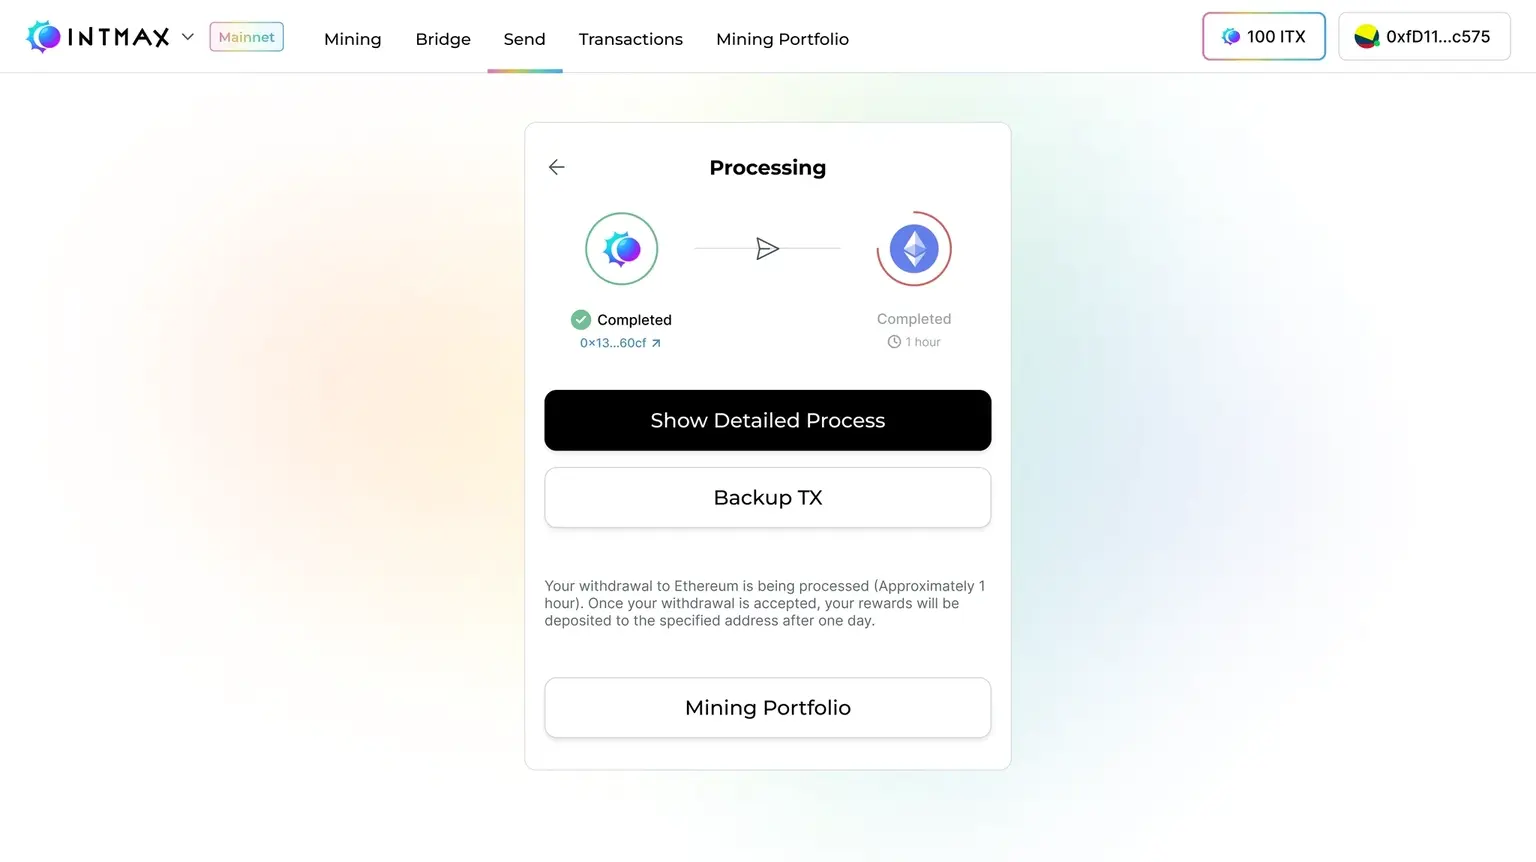 INTMAX
Mainnet
Mining
Bridge
Send
Transactions
Mining Portfolio
100 ITX
0xfD11...c575
Processing
Completed
0×13...60cf
Completed
1 hour
Show Detailed Process
Backup TX
Your withdrawal to Ethereum is being processed (Approximately 1
hour). Once your withdrawal is accepted, your rewards will be
deposited to the specified address after one day.
Mining Portfolio